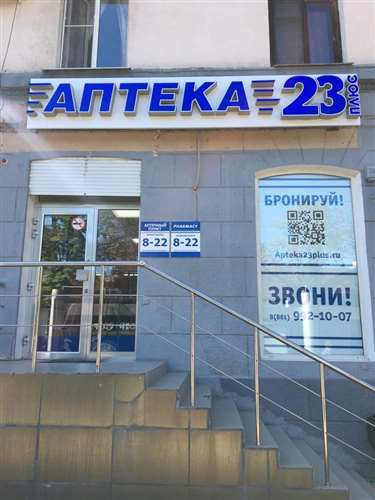 АПТЕКА 23 ПЛЮС
АПТЕЧНЫЙ ПУНКТ
8-22
PHARMACY
8-22
БРОНИРУЙ!
Apteka23plus.ru
ЗВОНИ!
8(861) 992-10-07